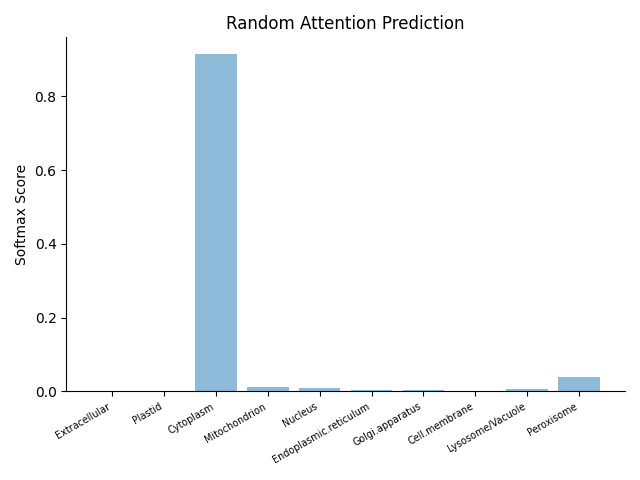 Random Attention Prediction
Softmax Score
0.8
0.6
0.4
0.2
0.0
Extracellular
Plastid
Cytoplasm
Mitochondrion
Nucleus
Endoplasmic.reticulum
Golgi.apparatus
Cell.membrane
Lysosome/Vacuole
Peroxisome